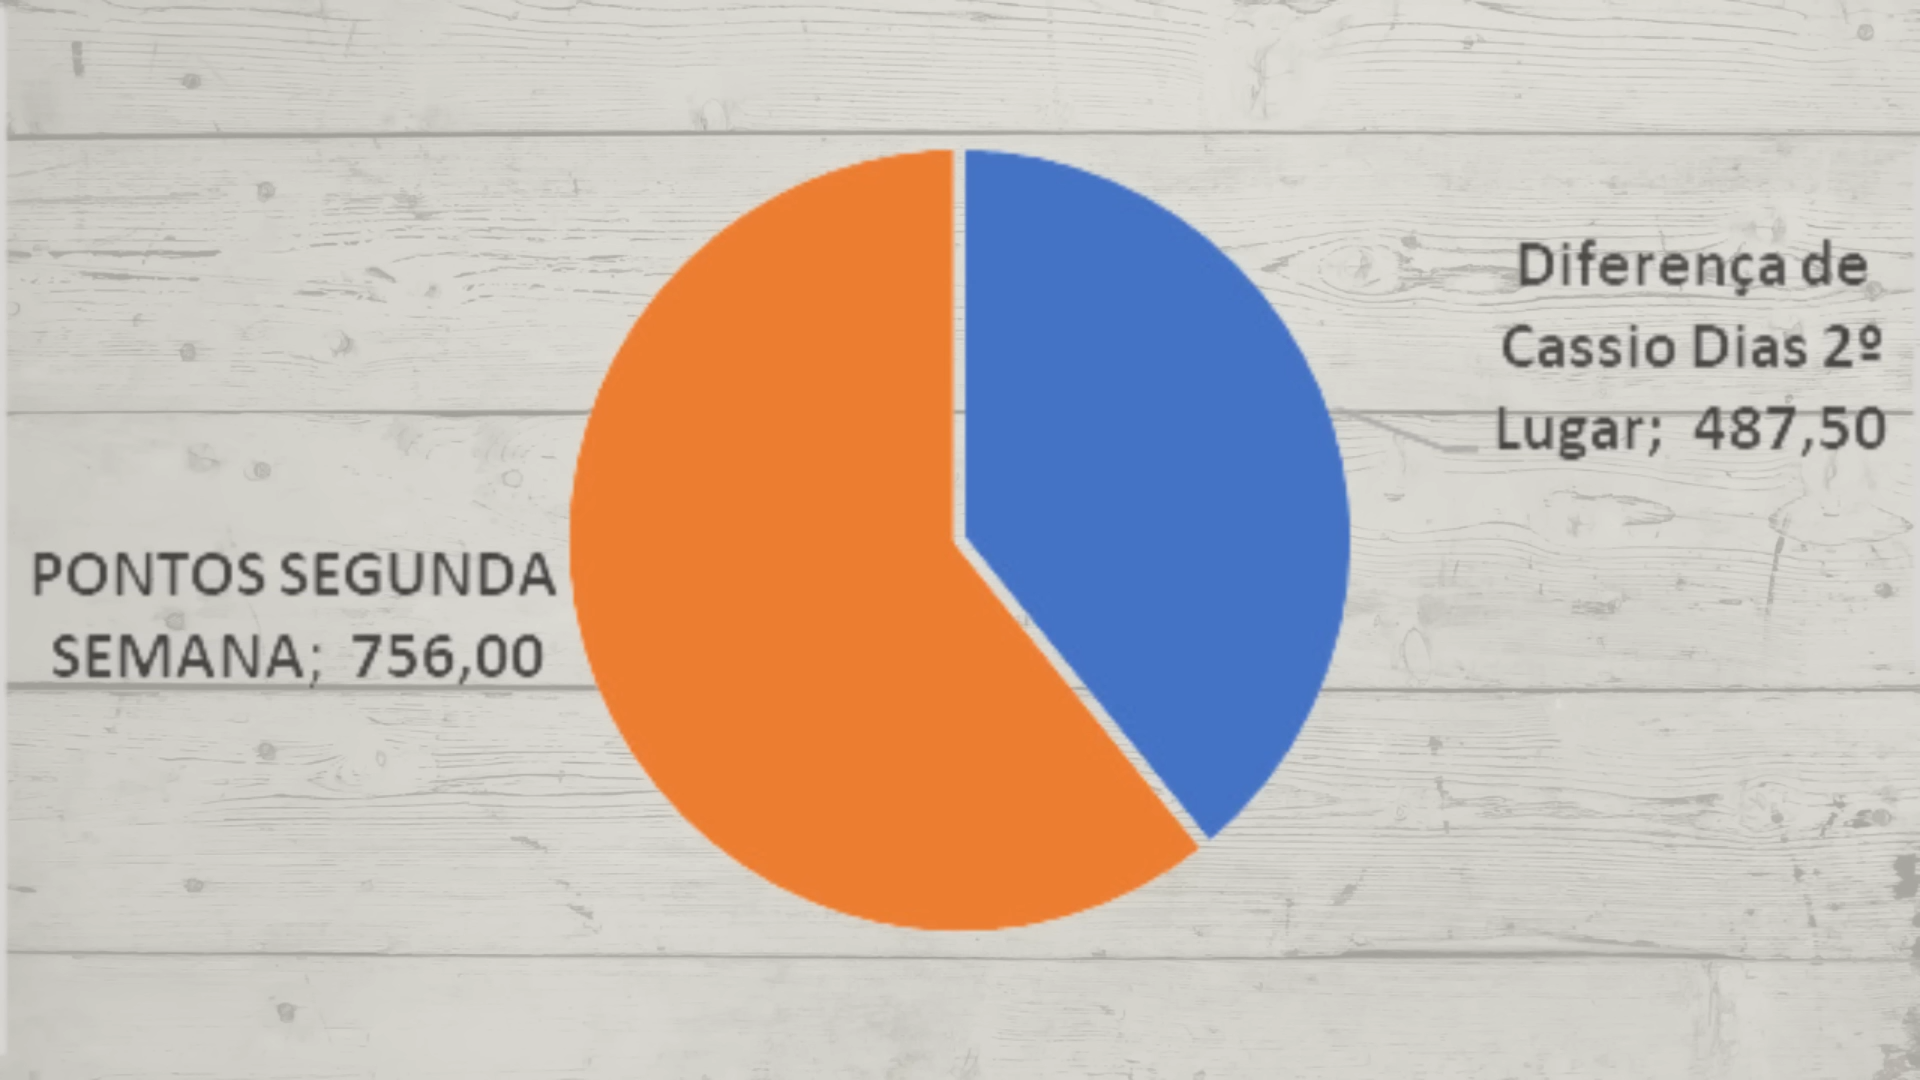 Diferença de
Cassio Dias 2º
Lugar; 487,50
PONTOS SEGUNDA
SEMANA; 756,00